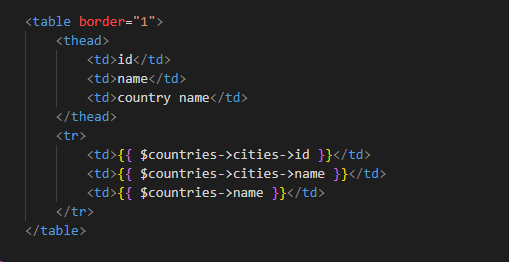 <table border="1">
    <thead>
        <td>id</td>
        <td>name</td>
        <td>country name</td>
    </thead>
    <tr>
        <td>{{ $countries->cities->id }}</td>
        <td>{{ $countries->cities->name }}</td>
        <td>{{ $countries->name }}</td>
    </tr>
</table>